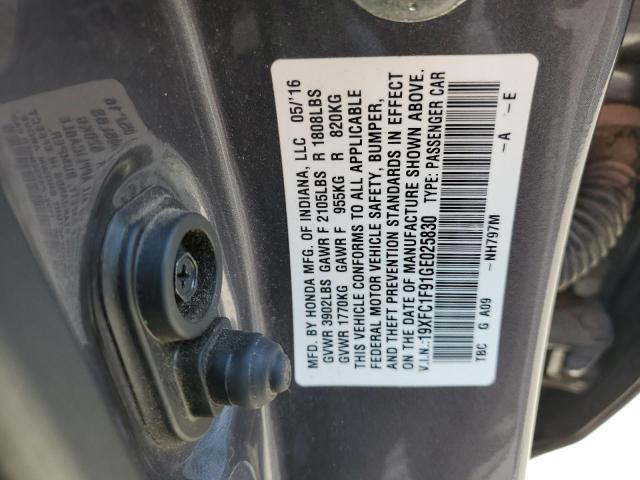 MFD. BY HONDA MFG. OF INDIANA, LLC 05/'16
GVWR 3902LBS GAWR F 2105LBS R 1808LBS
GVWR 1770KG GAWR F 955KG R 820KG
THIS VEHICLE CONFORMS TO ALL APPLICABLE
FEDERAL MOTOR VEHICLE SAFETY, BUMPER,
AND THEFT PREVENTION STANDARDS IN EFFECT
ON THE DATE OF MANUFACTURE SHOWN ABOVE.
V.I.N.:19XFC1F91GE025830 TYPE: PASSENGER CAR
TBC G A09 -NH797M -A -E